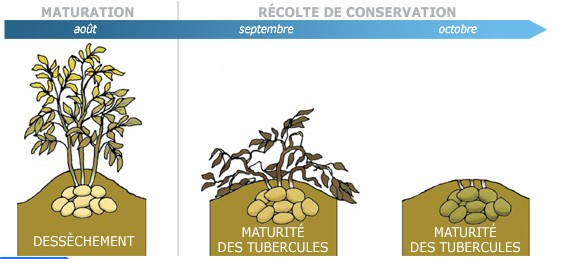 MATURATION
RÉCOLTE DE CONSERVATION
août
septembre
octobre
DESSÈCHEMENT
MATURITÉ
DES TUBERCULES
MATURITÉ
DES TUBERCULES